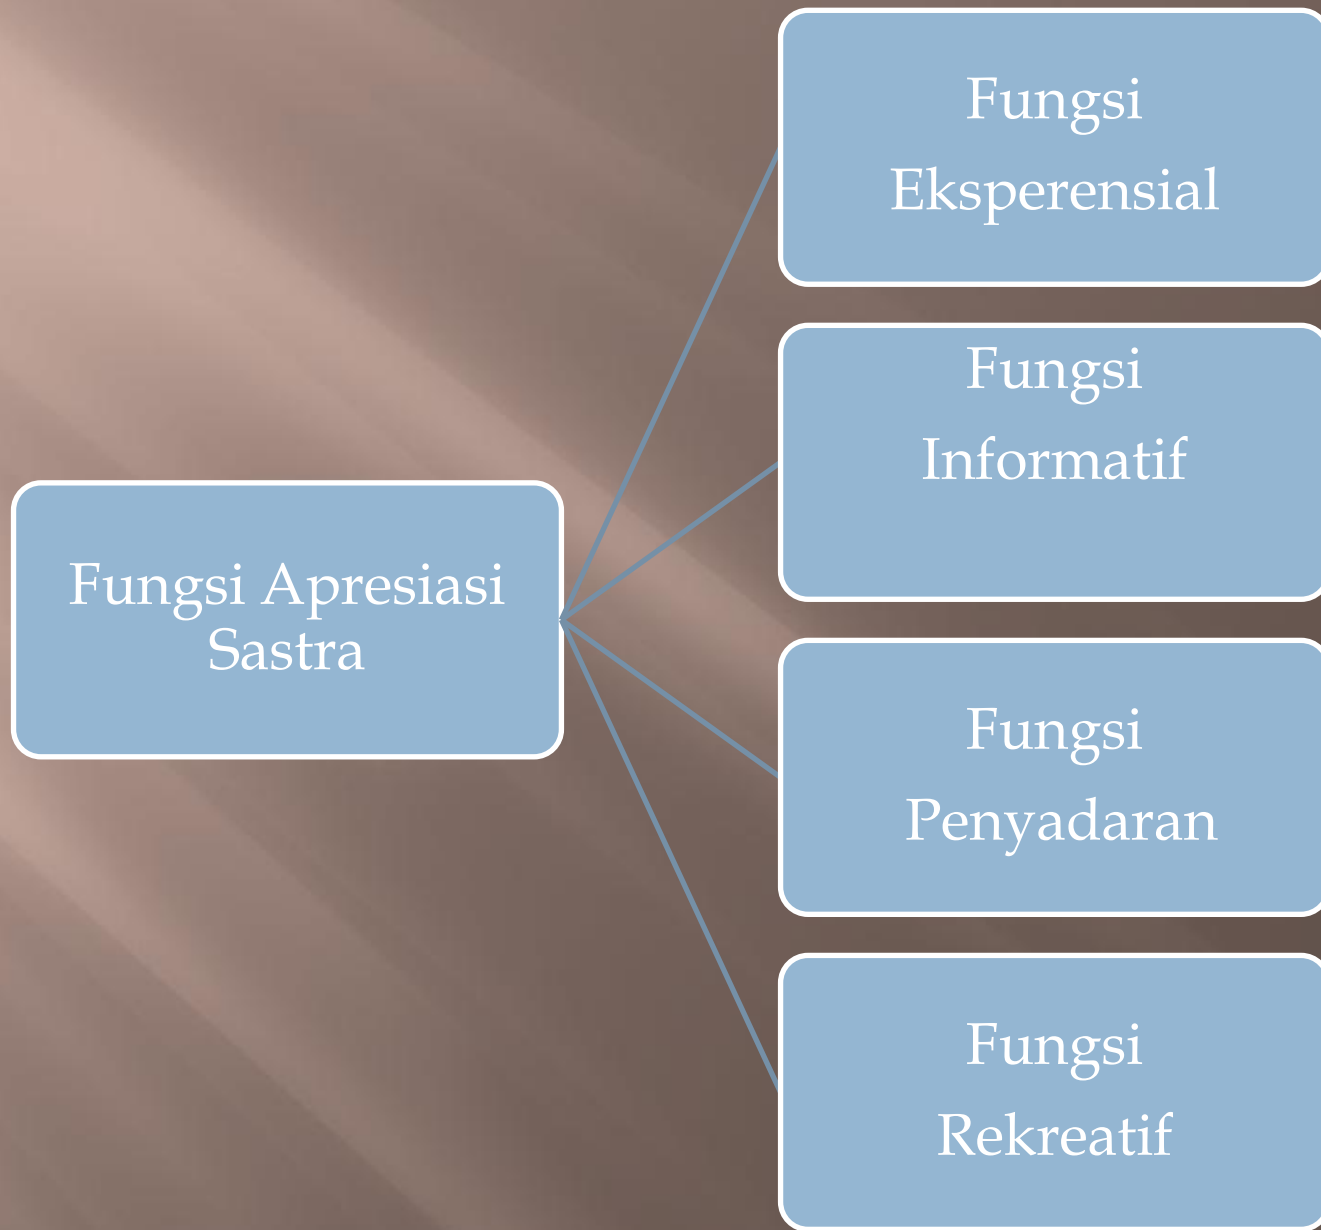 Fungsi Apresiasi
Sastra
Fungsi
Eksperensial
Fungsi
Informatif
Fungsi
Penyadaran
Fungsi
Rekreatif